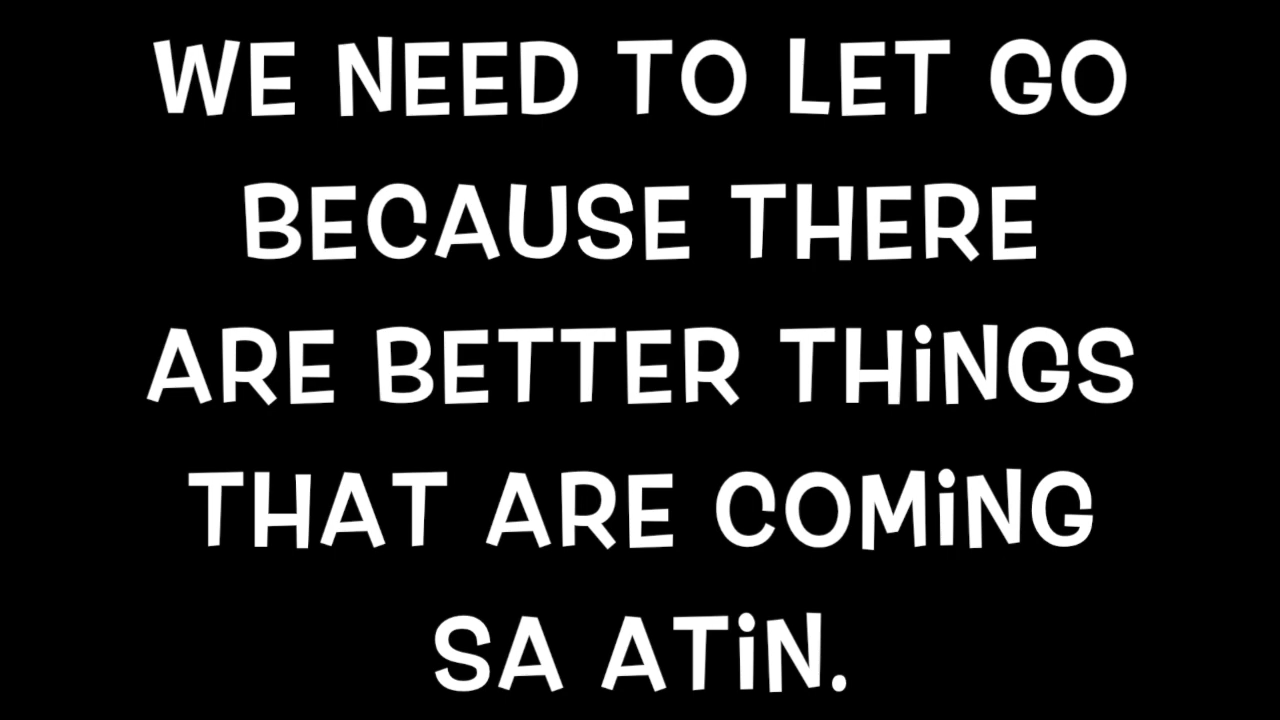 WE NEED TO LET GO
BECAUSE THERE
ARE BETTER THiNGS
THAT ARE COMiNG
SA ATiN.